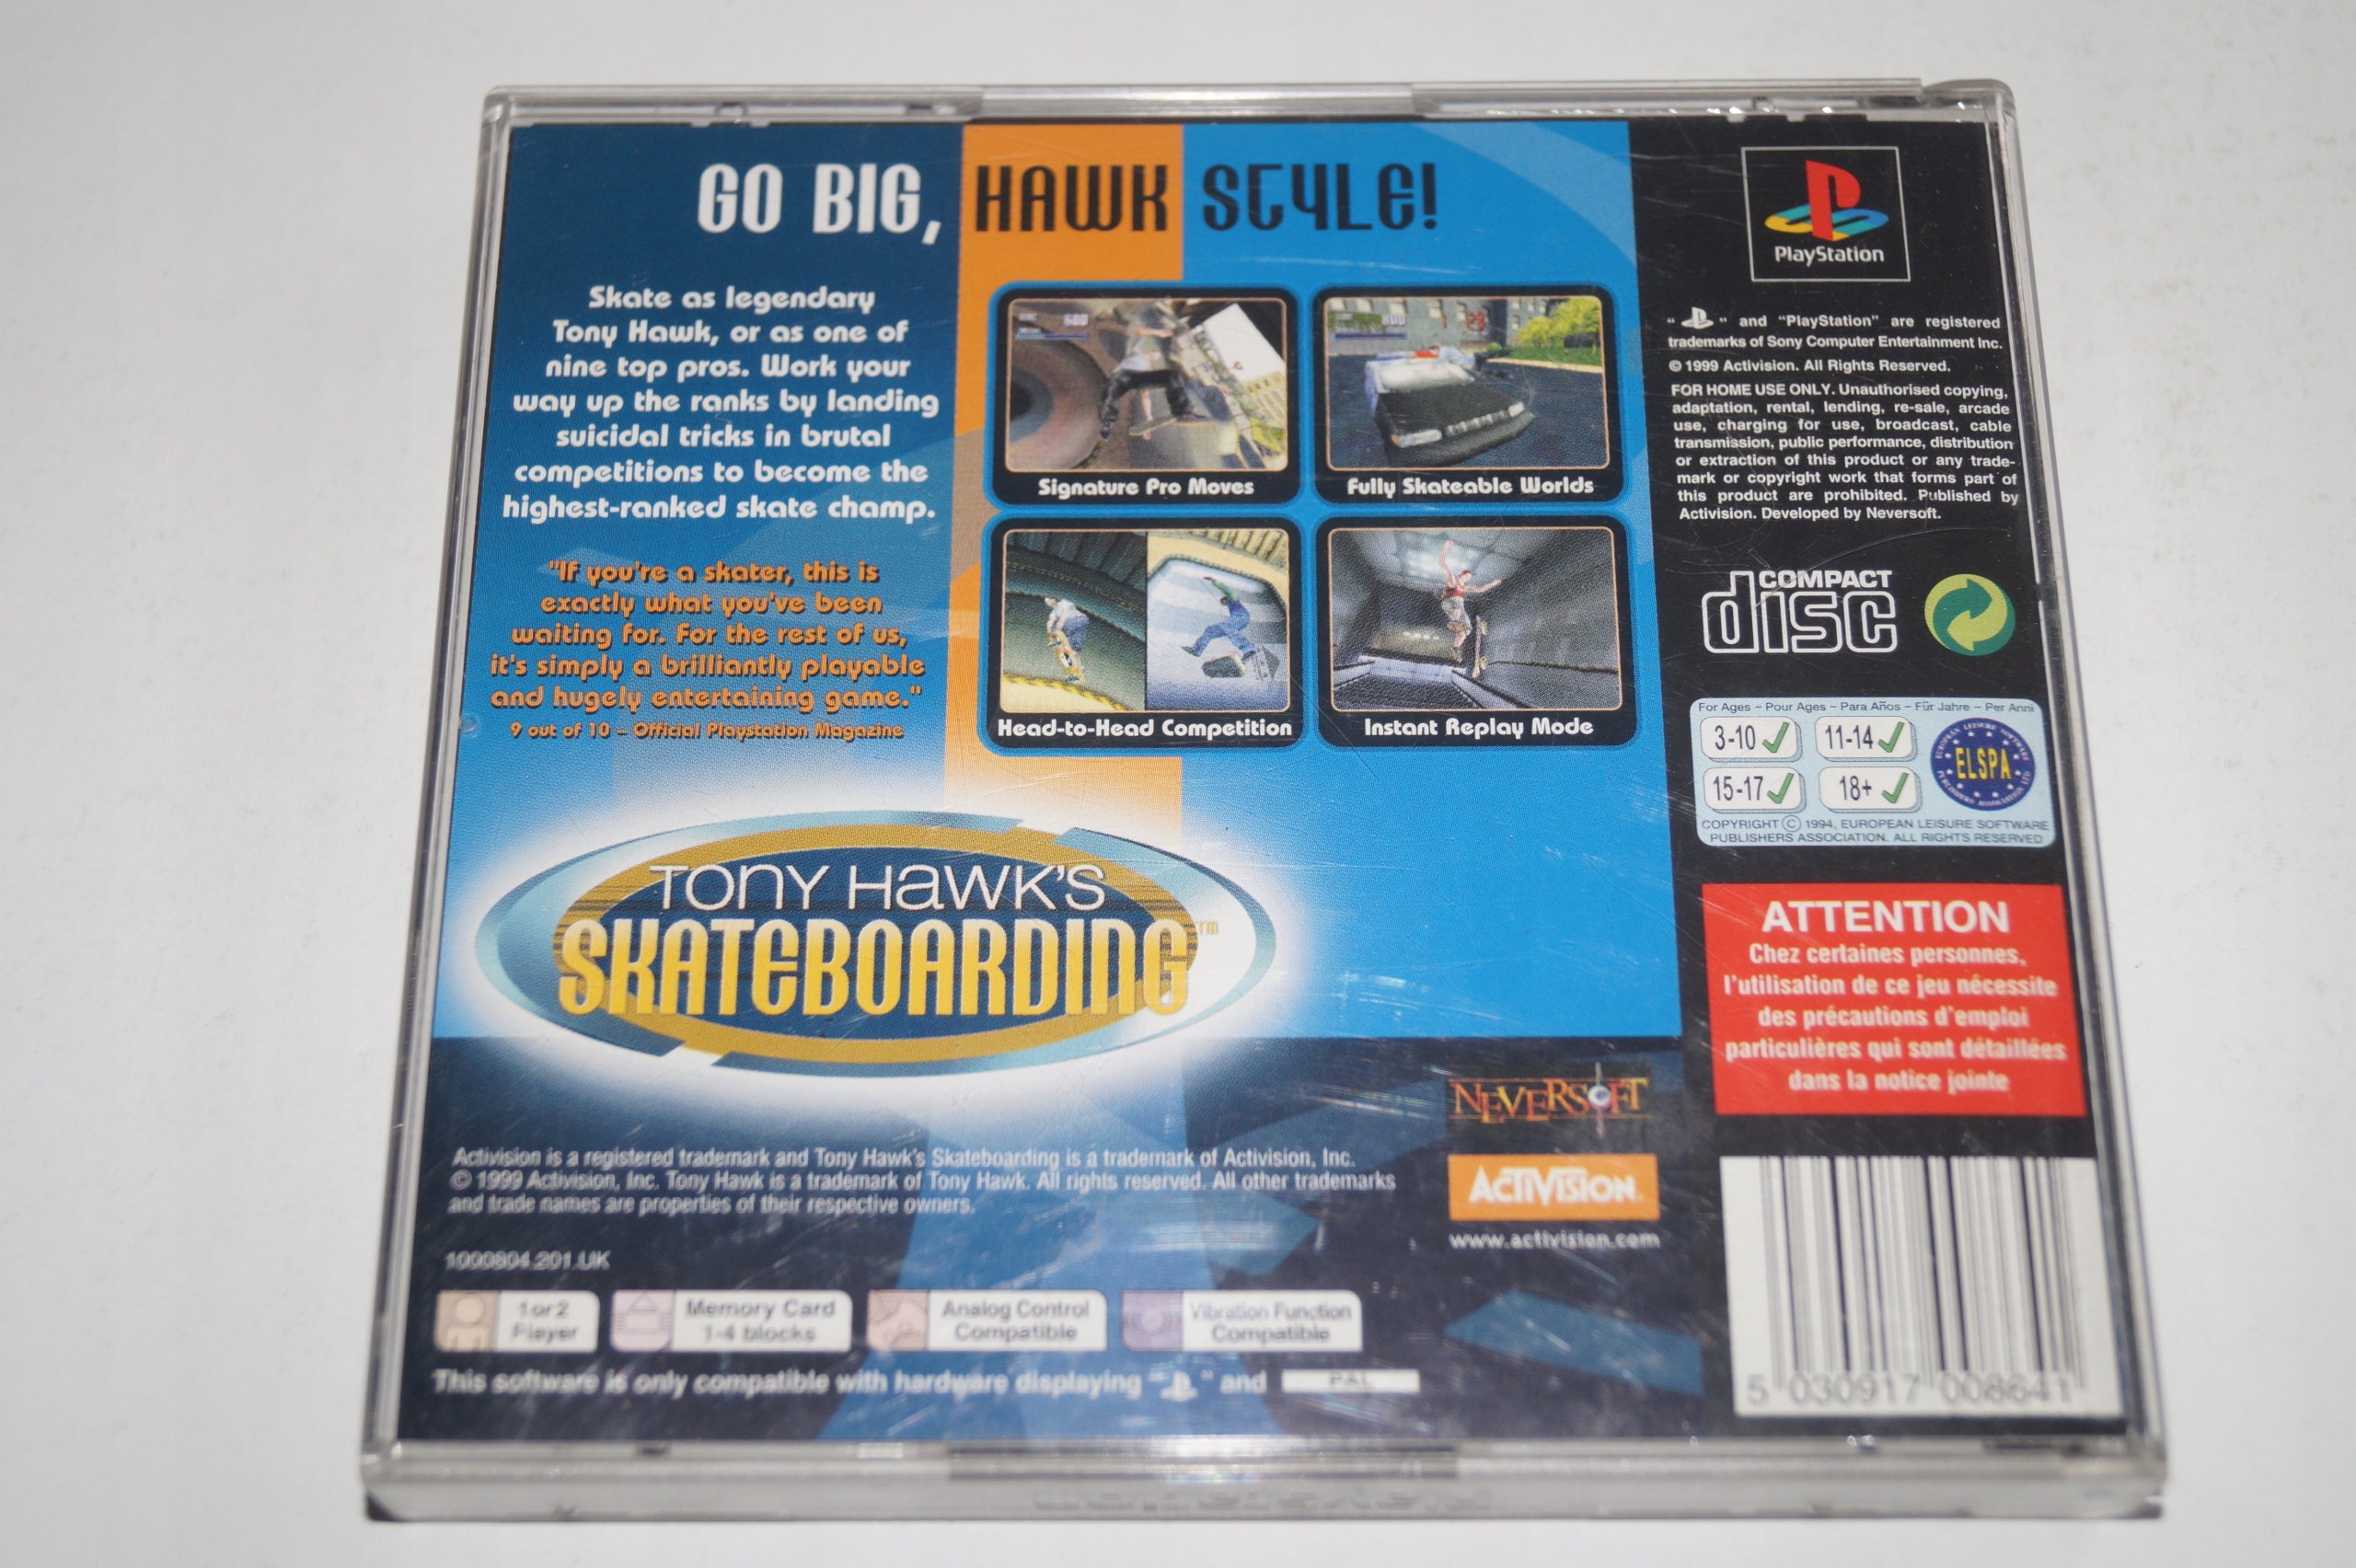 GO BIG, HAWK STYLE!
Skate as legendary
Tony Hawk, or as one of
nine top pros. Work your
way up the ranks by landing
suicidal tricks in brutal
competitions to become the
highest-ranked skate champ.
"If you're a skater, this is
exactly what you've been
waiting for. For the rest of us,
it's simply a brilliantly playable
and hugely entertaining game."
9 out of 10 – Official Playstation Magazine
Signature Pro Moves
Fully Skateable Worlds
Head-to-Head Competition
Instant Replay Mode
TONY HAWK'S
SKATEBOARDING™
Activision is a registered trademark and Tony Hawk's Skateboarding is a trademark of Activision, Inc.
© 1999 Activision, Inc. Tony Hawk is a trademark of Tony Hawk. All rights reserved. All other trademarks
and trade names are properties of their respective owners.
1000804.201.UK
NEVERSOFT
ACTIVISION.
www.activision.com
1 or 2
Player
Memory Card
1-4 blocks
Analog Control
Compatible
Vibration Function
Compatible
This software is only compatible with hardware displaying " " and PAL
PlayStation
" " and "PlayStation" are registered
trademarks of Sony Computer Entertainment Inc.
© 1999 Activision. All Rights Reserved.
FOR HOME USE ONLY. Unauthorised copying,
adaptation, rental, lending, re-sale, arcade
use, charging for use, broadcast, cable
transmission, public performance, distribution
or extraction of this product or any trade-
mark or copyright work that forms part of
this product are prohibited. Published by
Activision. Developed by Neversoft.
COMPACT
disc
For Ages – Pour Ages – Para Años – Für Jahre – Per Anni
3-10 11-14
15-17 18+
ELSPA
COPYRIGHT © 1994, EUROPEAN LEISURE SOFTWARE
PUBLISHERS ASSOCIATION. ALL RIGHTS RESERVED
ATTENTION
Chez certaines personnes,
l'utilisation de ce jeu nécessite
des précautions d'emploi
particulières qui sont détaillées
dans la notice jointe
5 030917 008641